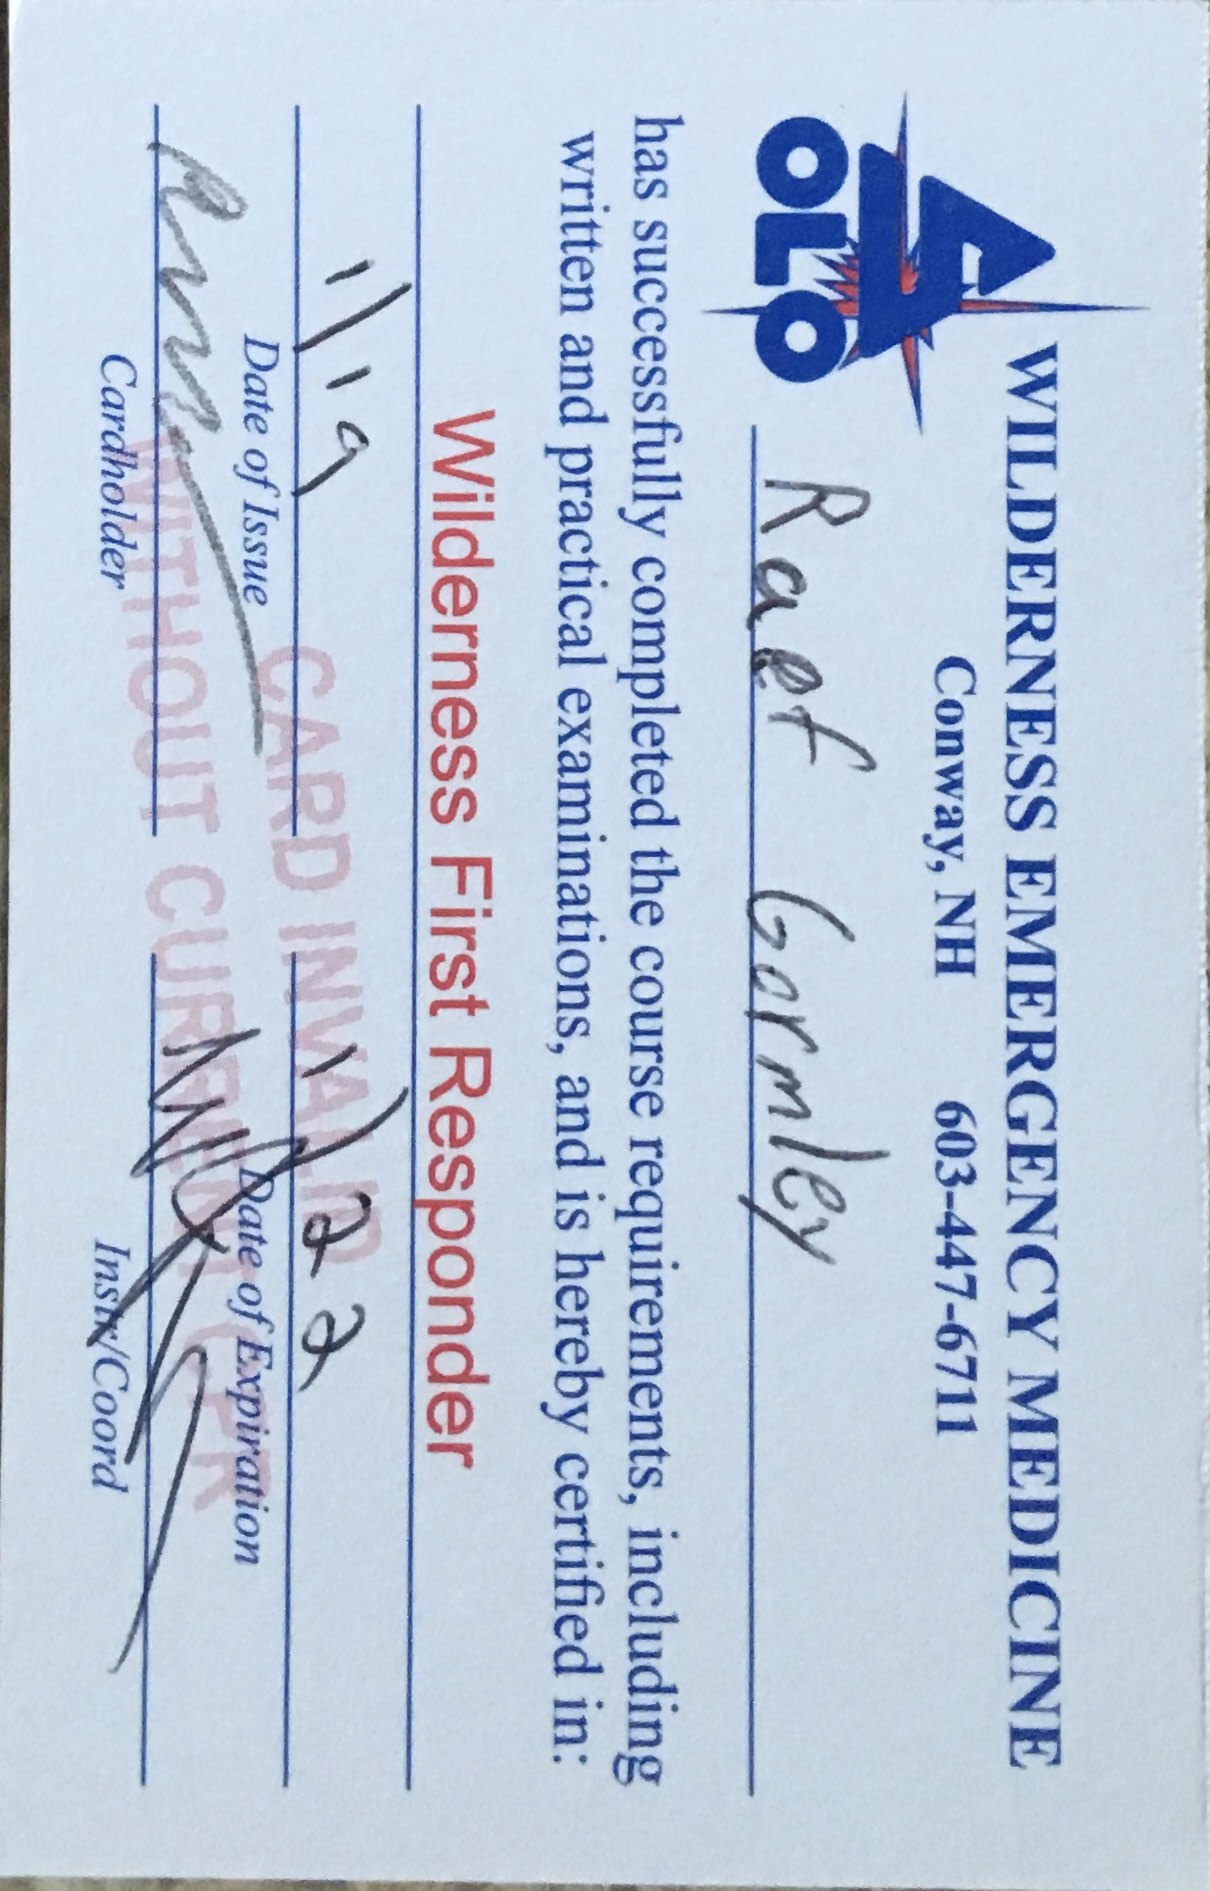 WILDERNESS EMERGENCY MEDICINE
Conway, NH 603-447-6711
OLO
Raef Gormley
has successfully completed the course requirements, including
written and practical examinations, and is hereby certified in:
Wilderness First Responder
1/19 1/22
Date of Issue Date of Expiration
CARD INVALID
WITHOUT CURRENT CPR
Cardholder Instr/Coord